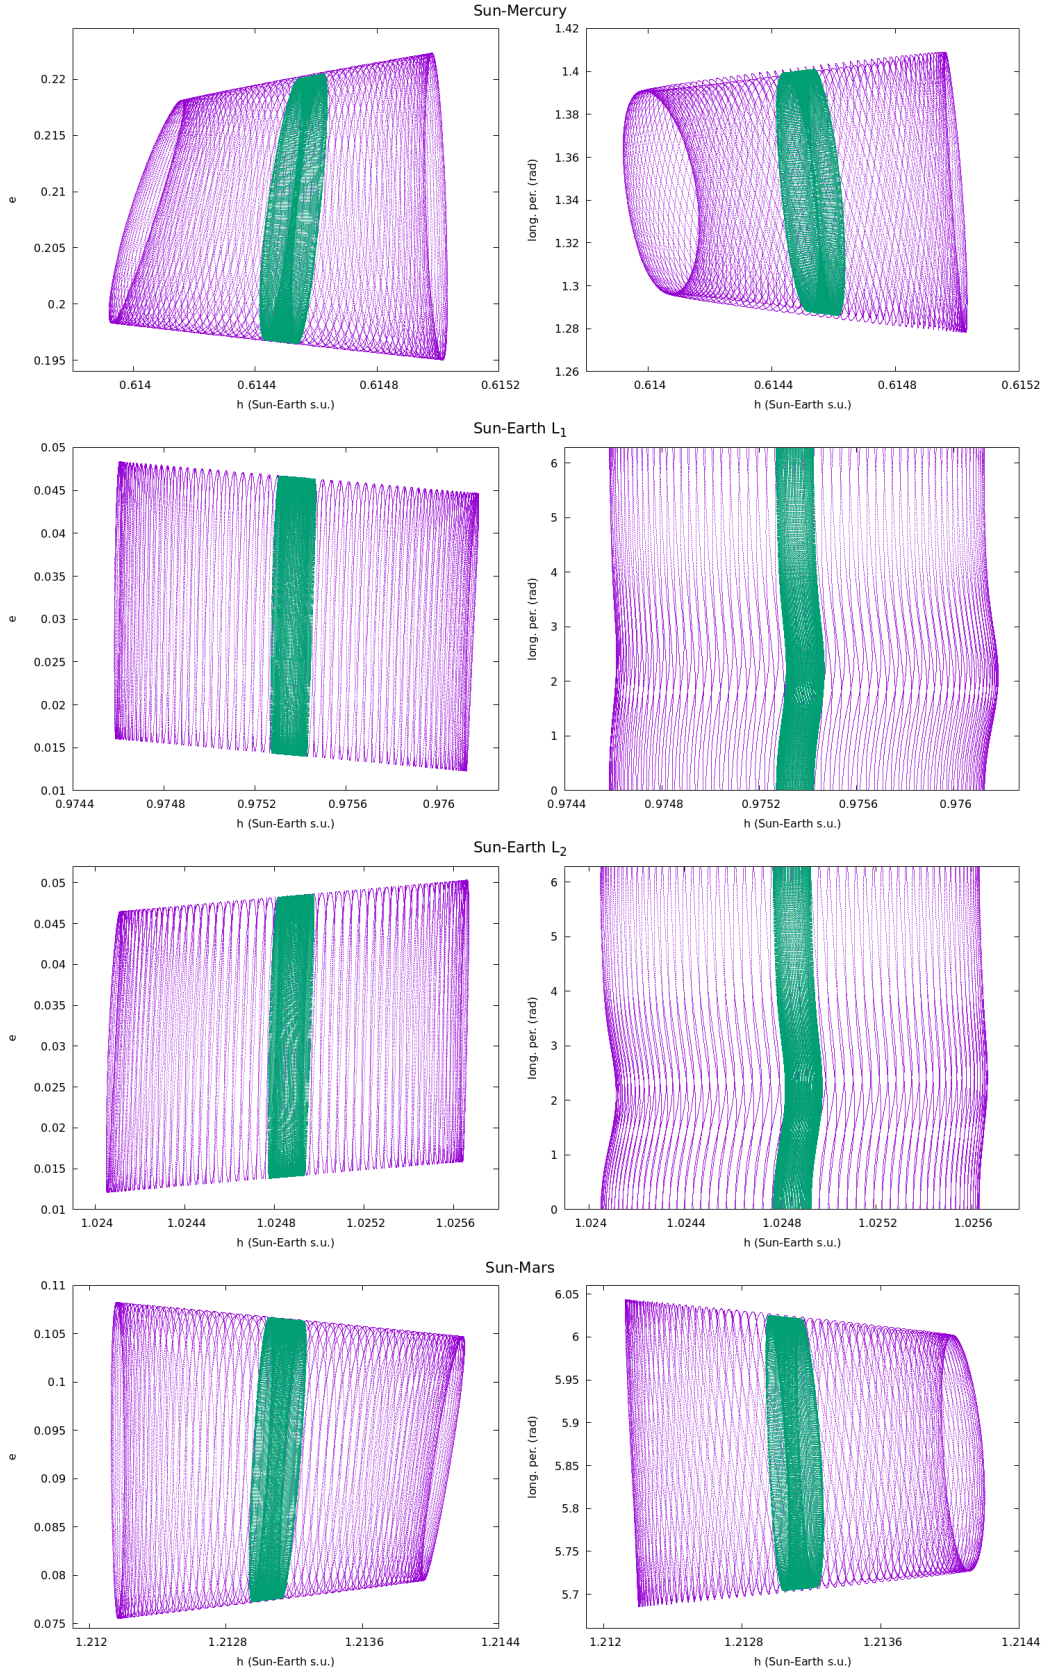 Sun-Mercury
0.22
0.215
0.21
0.205
0.2
0.195
e
0.614 0.6144 0.6148 0.6152
h (Sun-Earth s.u.)
1.42
1.4
1.38
1.36
1.34
1.32
1.3
1.28
1.26
long. per. (rad)
0.614 0.6144 0.6148 0.6152
h (Sun-Earth s.u.)
Sun-Earth L₁
0.05
0.045
0.04
0.035
0.03
0.025
0.02
0.015
0.01
e
0.9744 0.9748 0.9752 0.9756 0.976
h (Sun-Earth s.u.)
6
5
4
3
2
1
0
long. per. (rad)
0.9744 0.9748 0.9752 0.9756 0.976
h (Sun-Earth s.u.)
Sun-Earth L₂
0.05
0.045
0.04
0.035
0.03
0.025
0.02
0.015
0.01
e
1.024 1.0244 1.0248 1.0252 1.0256
h (Sun-Earth s.u.)
6
5
4
3
2
1
0
long. per. (rad)
1.024 1.0244 1.0248 1.0252 1.0256
h (Sun-Earth s.u.)
Sun-Mars
0.11
0.105
0.1
0.095
0.09
0.085
0.08
0.075
e
1.212 1.2128 1.2136 1.2144
h (Sun-Earth s.u.)
6.05
6
5.95
5.9
5.85
5.8
5.75
5.7
long. per. (rad)
1.212 1.2128 1.2136 1.2144
h (Sun-Earth s.u.)